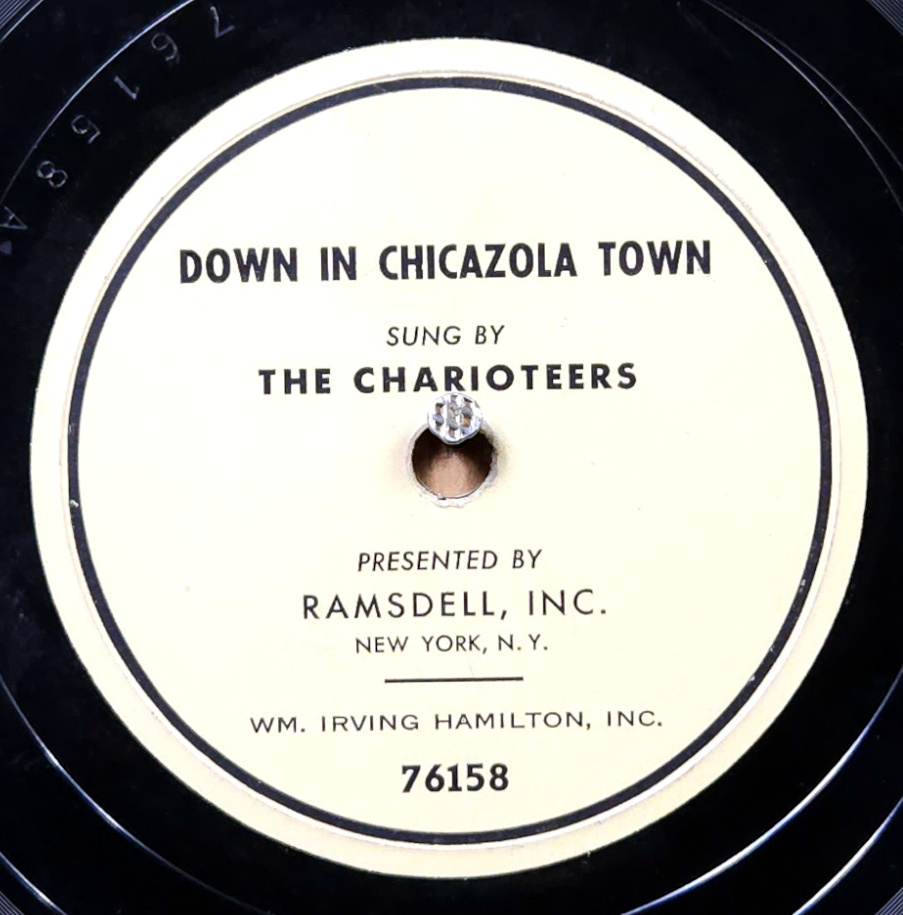 76158 A
DOWN IN CHICAZOLA TOWN
SUNG BY
THE CHARIOTEERS
PRESENTED BY
RAMSDELL, INC.
NEW YORK, N. Y.
WM. IRVING HAMILTON, INC.
76158